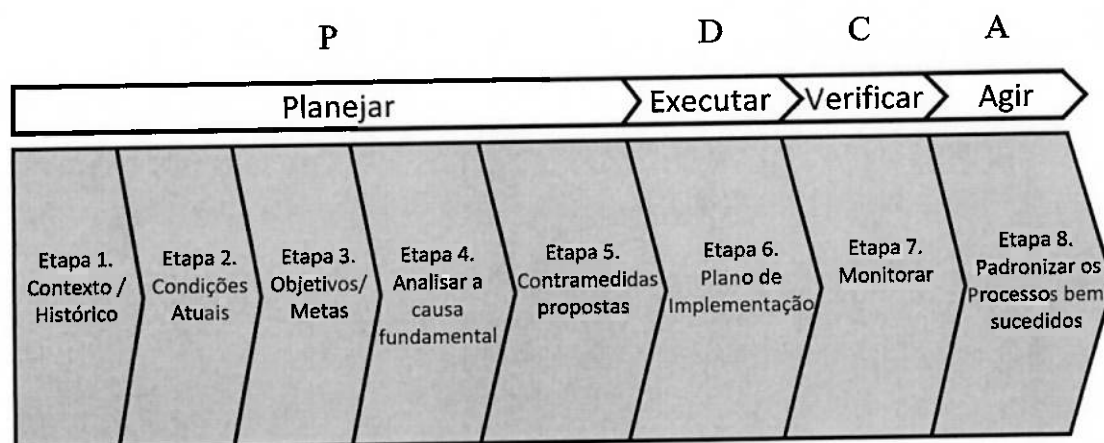 P D C A
Planejar Executar Verificar Agir
Etapa 1.
Contexto /
Histórico
Etapa 2.
Condições
Atuais
Etapa 3.
Objetivos/
Metas
Etapa 4.
Analisar a
causa
fundamental
Etapa 5.
Contramedidas
propostas
Etapa 6.
Plano de
Implementação
Etapa 7.
Monitorar
Etapa 8.
Padronizar os
Processos bem
sucedidos